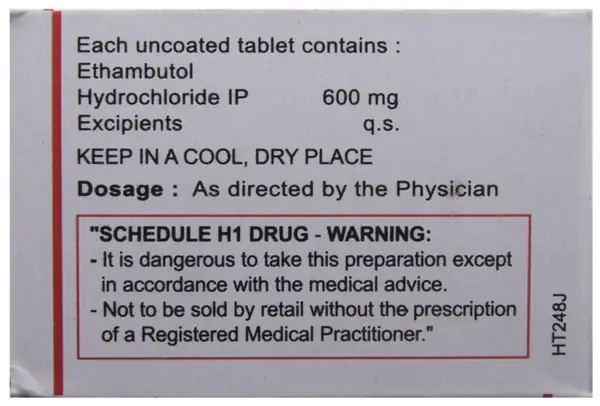 Each uncoated tablet contains :
Ethambutol
Hydrochloride IP 600 mg
Excipients q.s.
KEEP IN A COOL, DRY PLACE
Dosage : As directed by the Physician
"SCHEDULE H1 DRUG - WARNING:
- It is dangerous to take this preparation except
in accordance with the medical advice.
- Not to be sold by retail without the prescription
of a Registered Medical Practitioner."
HT248J